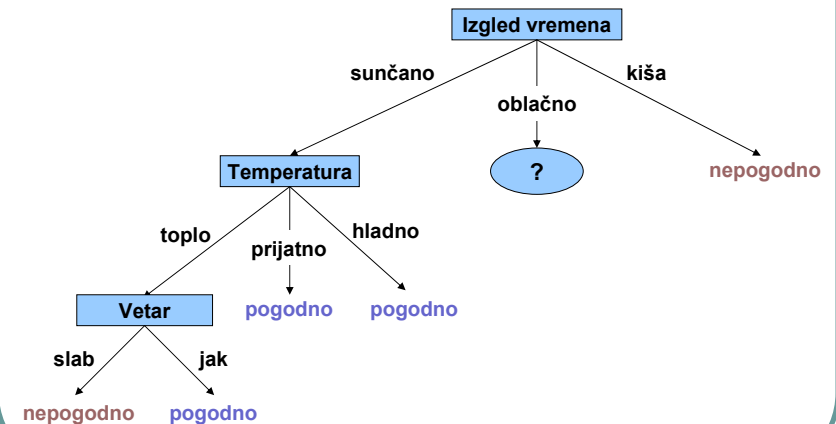 Izgled vremena
sunčano
oblačno
kiša
Temperatura
?
nepogodno
toplo
prijatno
hladno
Vetar
pogodno
pogodno
slab
jak
nepogodno
pogodno